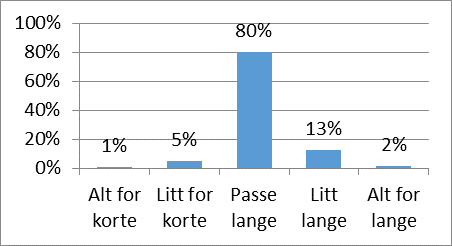 100%
80%
60%
40%
20%
0%
1%
5%
80%
13%
2%
Alt for korte
Litt for korte
Passe lange
Litt lange
Alt for lange